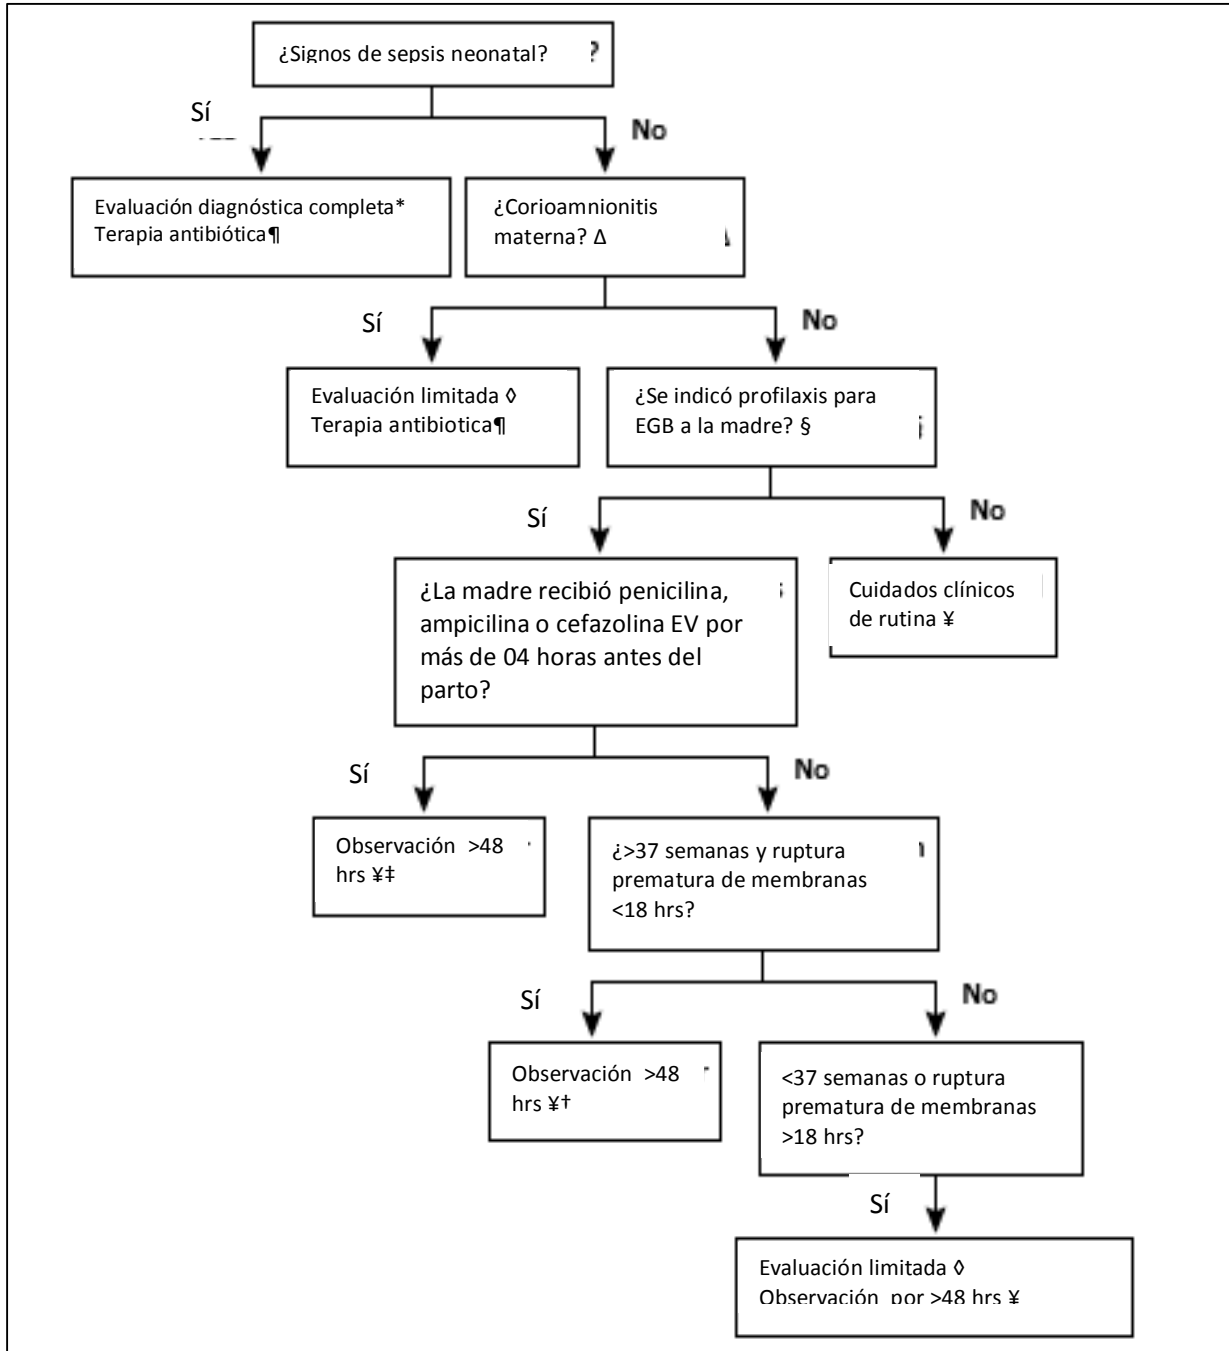 ¿Signos de sepsis neonatal? ?
Sí
No
Evaluación diagnóstica completa*
Terapia antibiótica¶
¿Corioamnionitis
materna? Δ
Sí
No
Evaluación limitada ◊
Terapia antibiotica¶
¿Se indicó profilaxis para
EGB a la madre? §
Sí
No
¿La madre recibió penicilina,
ampicilina o cefazolina EV por
más de 04 horas antes del
parto?
Cuidados clínicos
de rutina ¥
Sí
No
Observación >48
hrs ¥‡
¿>37 semanas y ruptura
prematura de membranas
<18 hrs?
Sí
No
Observación >48
hrs ¥†
<37 semanas o ruptura
prematura de membranas
>18 hrs?
Sí
Evaluación limitada ◊
Observación por >48 hrs ¥